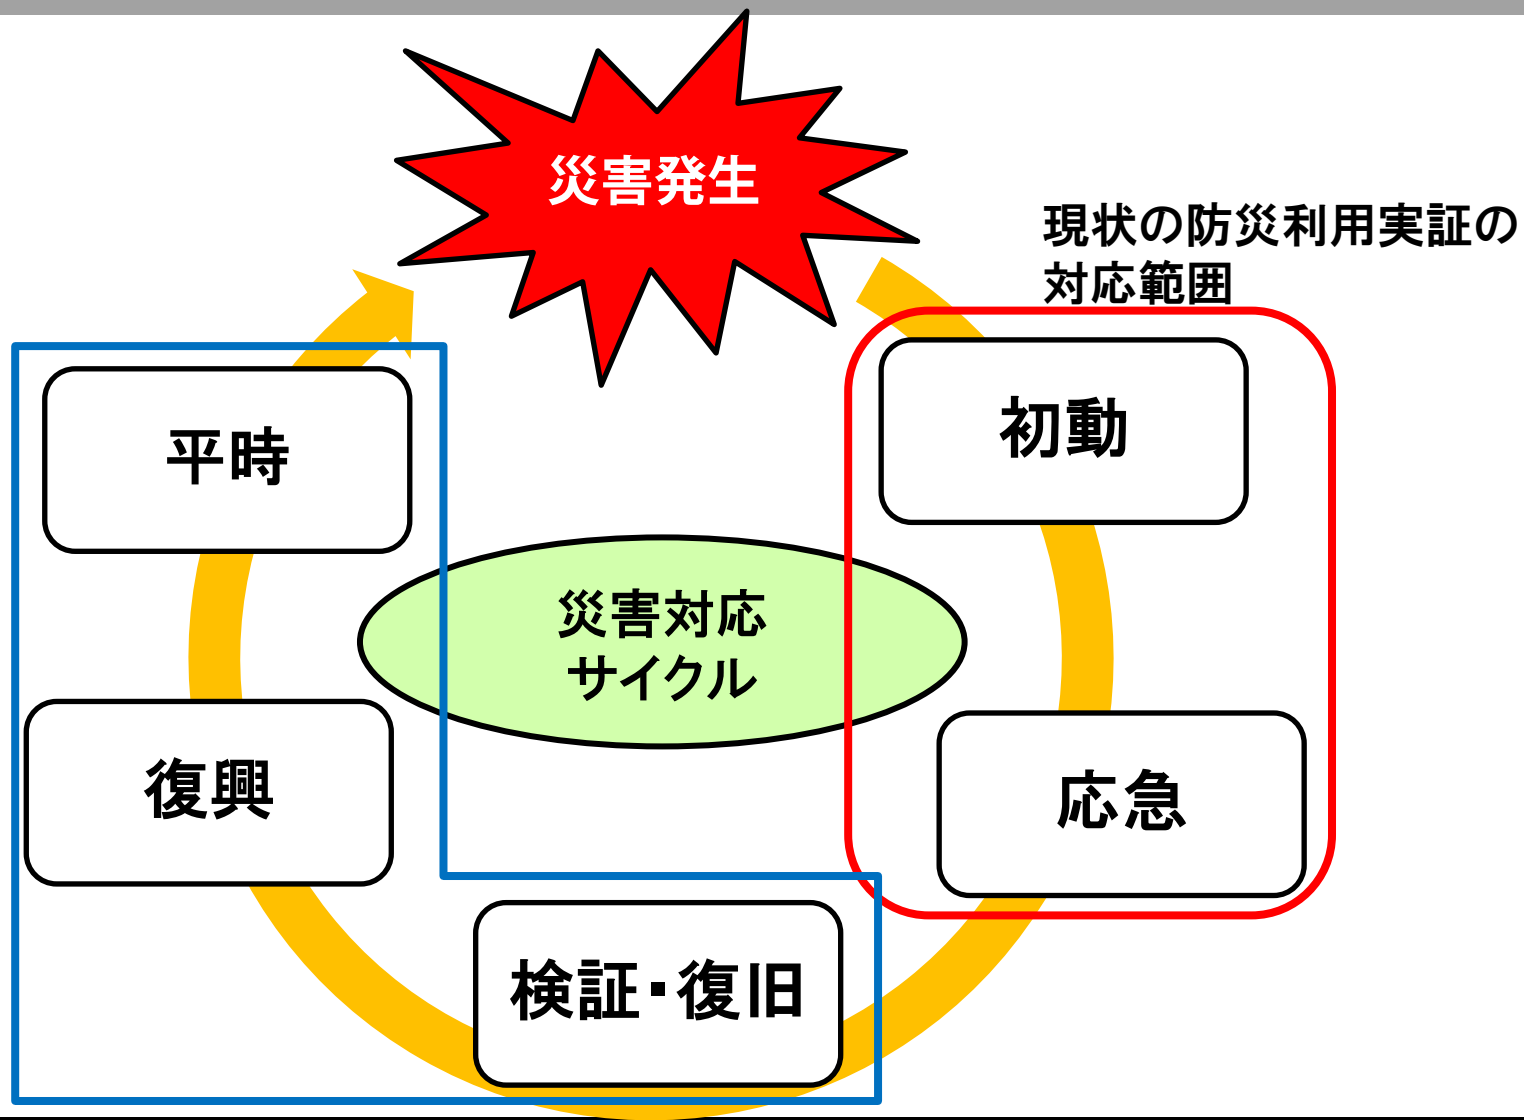 災害発生
現状の防災利用実証の
対応範囲
初動
平時
災害対応
サイクル
復興
応急
検証・復旧